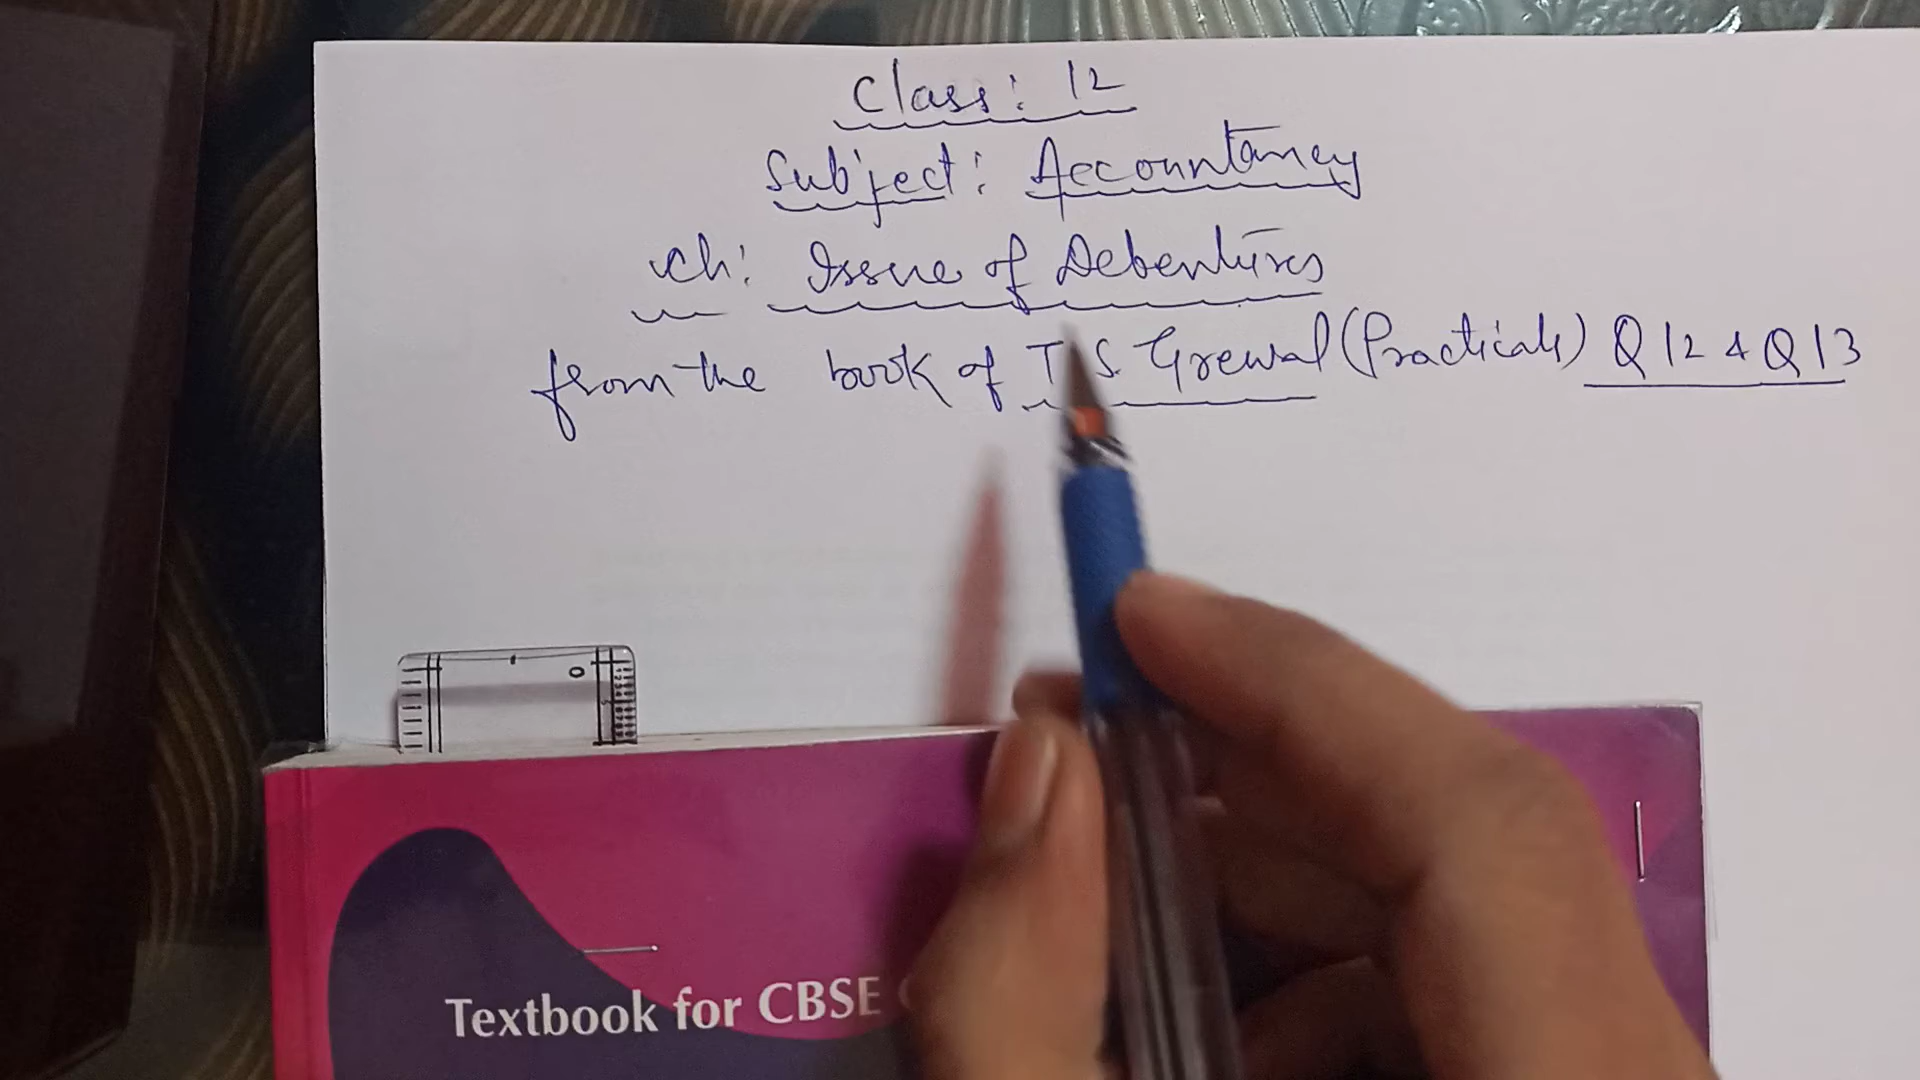 Class: 12
Subject: Accountancy
Ch: Issue of Debentures
from the book of T.S. Grewal (Practicals) Q12 & Q13
0
Textbook for CBSE